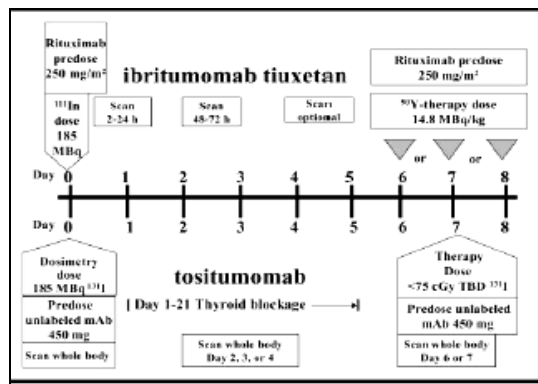 Rituximab
predose
250 mg/m²
ibritumomab tiuxetan
Rituximab predose
250 mg/m²
¹¹¹In
dose
185
MBq
Scan
2-24 h
Scan
48-72 h
Scan
optional
⁹⁰Y-therapy dose
14.8 MBq/kg
or or
Day 0 1 2 3 4 5 6 7 8
Day 0 1 2 3 4 5 6 7 8
Dosimetry
dose
185 MBq ¹³¹I
Predose
unlabeled mAb
450 mg
Scan whole body
tositumomab
[ Day 1-21 Thyroid blockage
Scan whole body
Day 2, 3, or 4
Therapy
Dose
<75 cGy TBD ¹³¹I
Predose unlabeled
mAb 450 mg
Scan whole body
Day 6 or 7